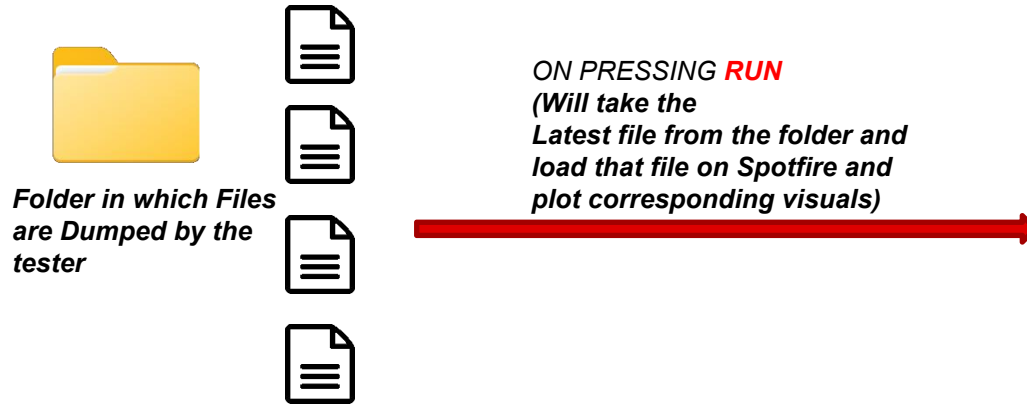 Folder in which Files
are Dumped by the
tester
ON PRESSING RUN
(Will take the
Latest file from the folder and
load that file on Spotfire and
plot corresponding visuals)